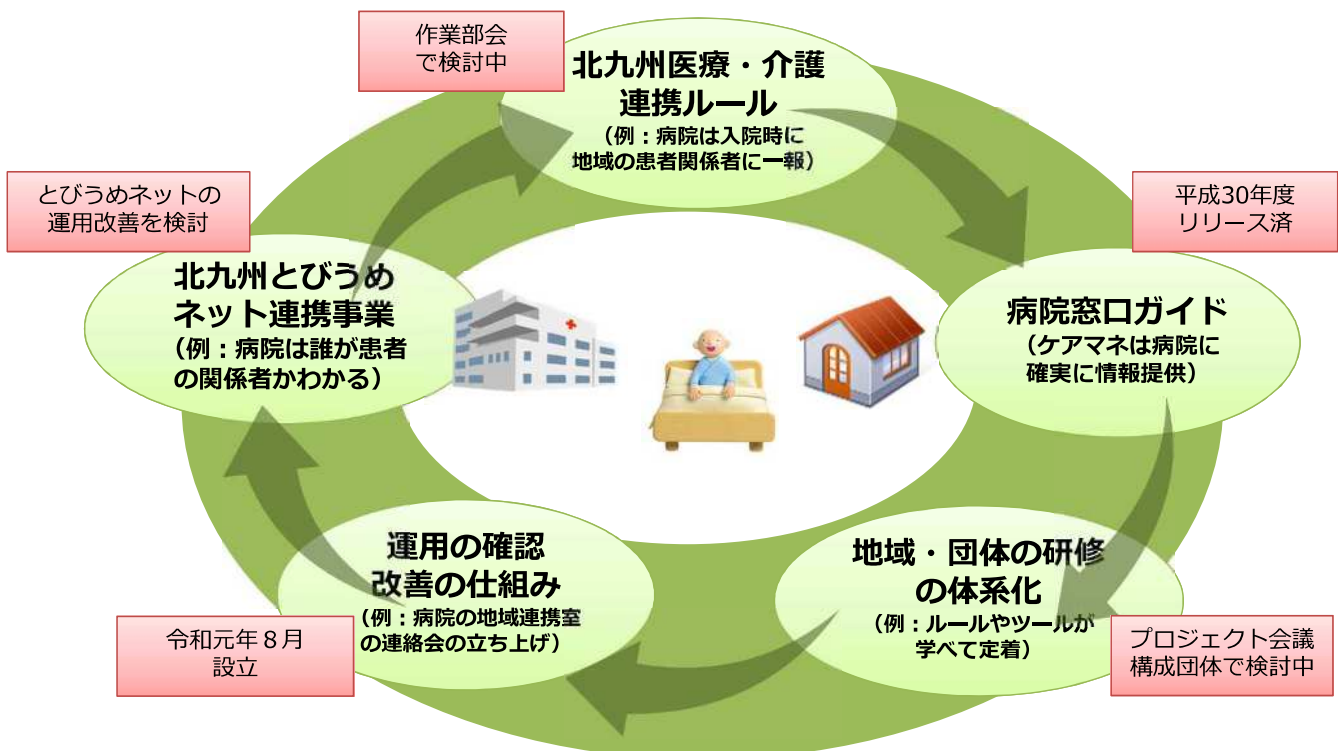 作業部会
で検討中
北九州医療・介護
連携ルール
(例：病院は入院時に
地域の患者関係者に一報)
平成30年度
リリース済
病院窓口ガイド
(ケアマネは病院に
確実に情報提供)
地域・団体の研修
の体系化
(例：ルールやツールが
学べて定着)
プロジェクト会議
構成団体で検討中
運用の確認
改善の仕組み
(例：病院の地域連携室
の連絡会の立ち上げ)
令和元年８月
設立
とびうめネットの
運用改善を検討
北九州とびうめ
ネット連携事業
(例：病院は誰が患者
の関係者かわかる)